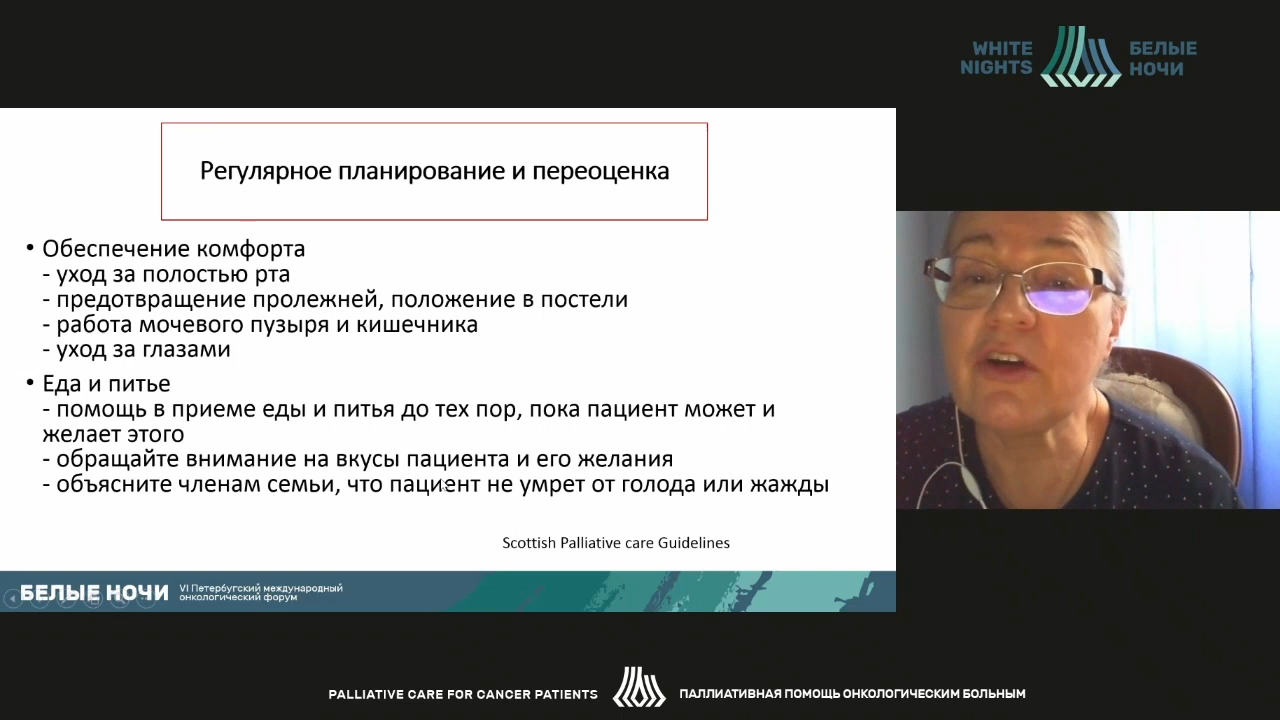 WHITE
NIGHTS
БЕЛЫЕ
НОЧИ
Регулярное планирование и переоценка
• Обеспечение комфорта
- уход за полостью рта
- предотвращение пролежней, положение в постели
- работа мочевого пузыря и кишечника
- уход за глазами
• Еда и питье
- помощь в приеме еды и питья до тех пор, пока пациент может и
желает этого
- обращайте внимание на вкусы пациента и его желания
- объясните членам семьи, что пациент не умрет от голода или жажды
Scottish Palliative care Guidelines
БЕЛЫЕ НОЧИ
VI Петербугский международный
онкологический форум
PALLIATIVE CARE FOR CANCER PATIENTS
ПАЛЛИАТИВНАЯ ПОМОЩЬ ОНКОЛОГИЧЕСКИМ БОЛЬНЫМ